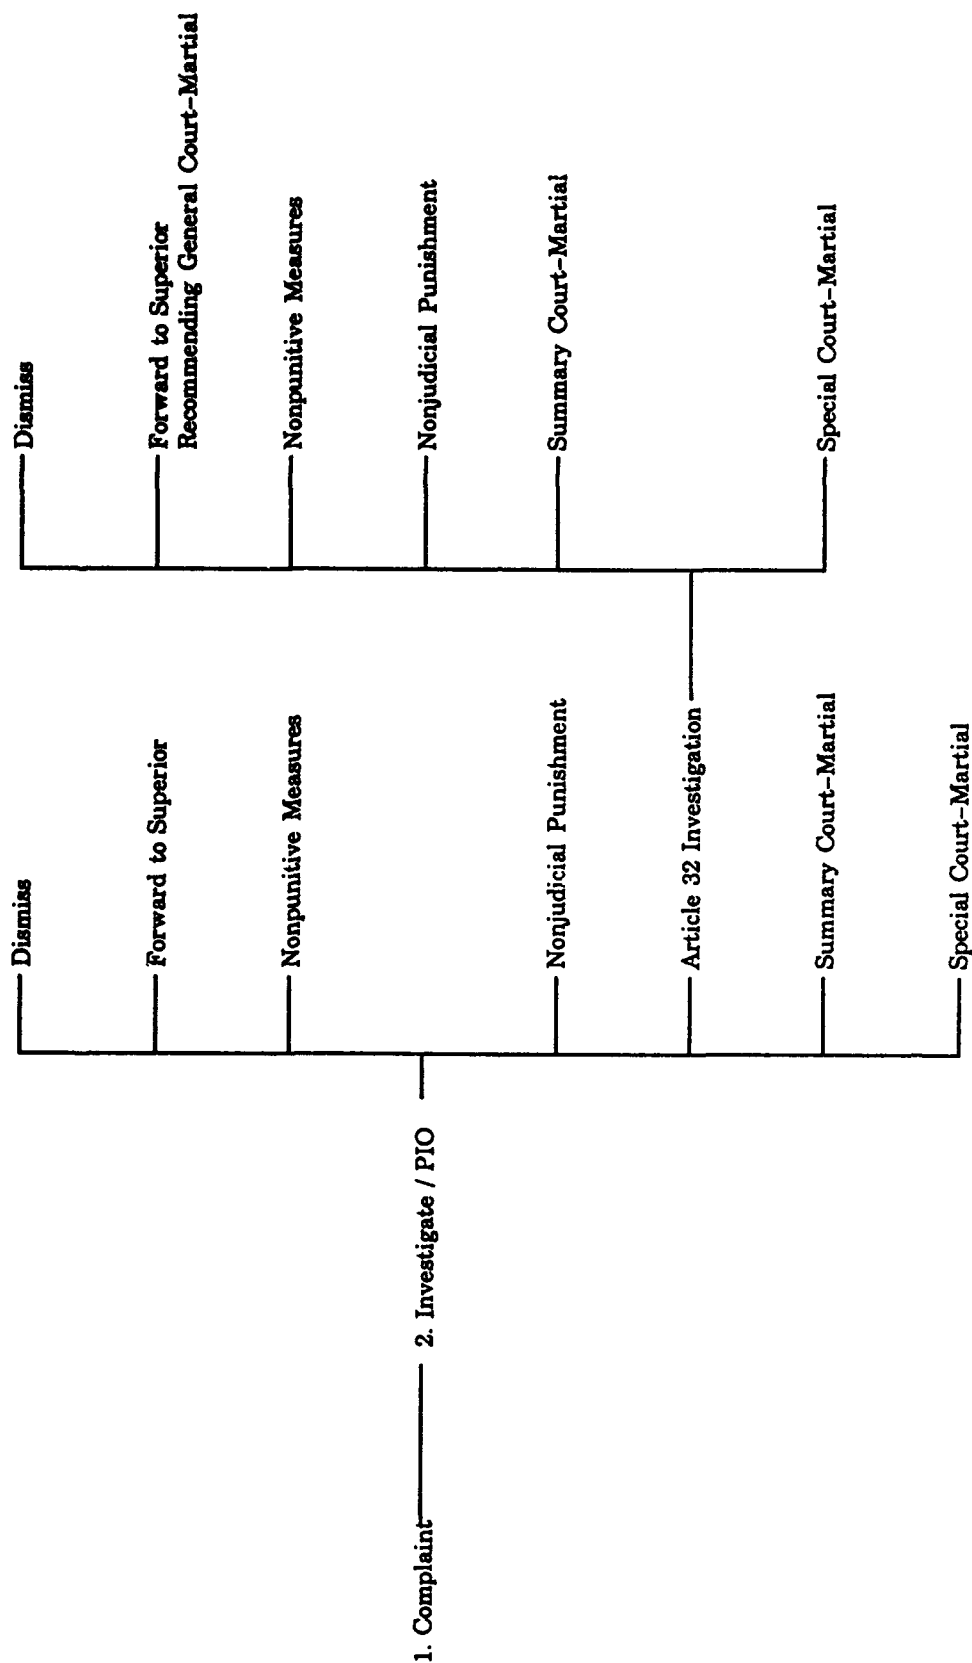 1. Complaint
2. Investigate / PIO
Dismiss
Forward to Superior
Nonpunitive Measures
Nonjudicial Punishment
Article 32 Investigation
Summary Court-Martial
Special Court-Martial
Dismiss
Forward to Superior
Recommending General Court-Martial
Nonpunitive Measures
Nonjudicial Punishment
Summary Court-Martial
Special Court-Martial